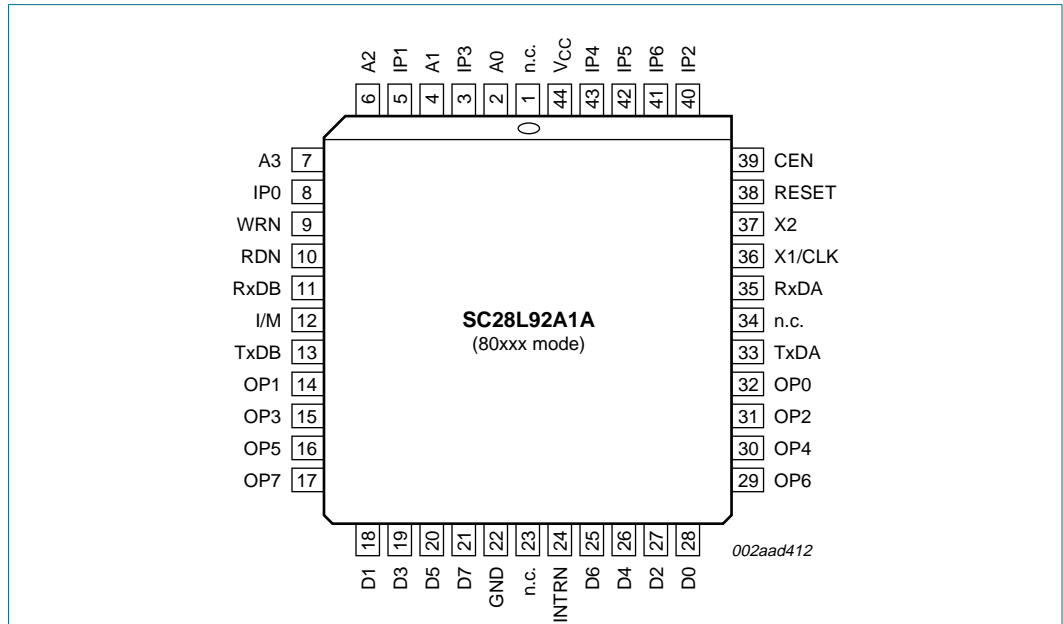 A2 IP1 A1 IP3 A0 n.c. VCC IP4 IP5 IP6 IP2
6 5 4 3 2 1 44 43 42 41 40
A3 7 39 CEN
IP0 8 38 RESET
WRN 9 37 X2
RDN 10 36 X1/CLK
RxDB 11 35 RxDA
I/M 12 34 n.c.
TxDB 13 33 TxDA
OP1 14 32 OP0
OP3 15 31 OP2
OP5 16 30 OP4
OP7 17 29 OP6
SC28L92A1A
(80xxx mode)
18 19 20 21 22 23 24 25 26 27 28
D1 D3 D5 D7 GND n.c. INTRN D6 D4 D2 D0
002aad412